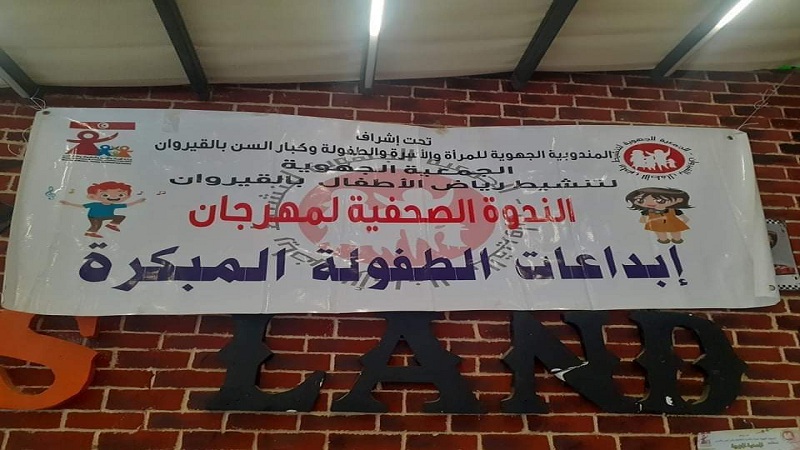 تحت إشراف
المندوبية الجهوية للمرأة والأسرة والطفولة وكبار السن بالقيروان
الجمعية الجهوية
لتنشيط رياض الأطفال بالقيروان
الندوة الصحفية لمهرجان
إبداعات الطفولة المبكرة
S LAND